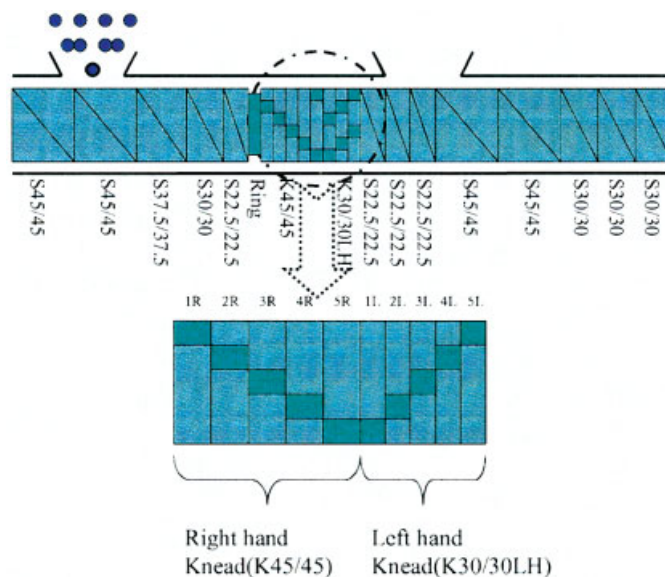 S45/45
S45/45
S37.5/37.5
S30/30
S22.5/22.5
Ring
K45/45
K30/30LH
S22.5/22.5
S22.5/22.5
S22.5/22.5
S45/45
S45/45
S30/30
S30/30
S30/30
1R 2R 3R 4R 5R 1L 2L 3L 4L 5L
Right hand
Knead(K45/45)
Left hand
Knead(K30/30LH)